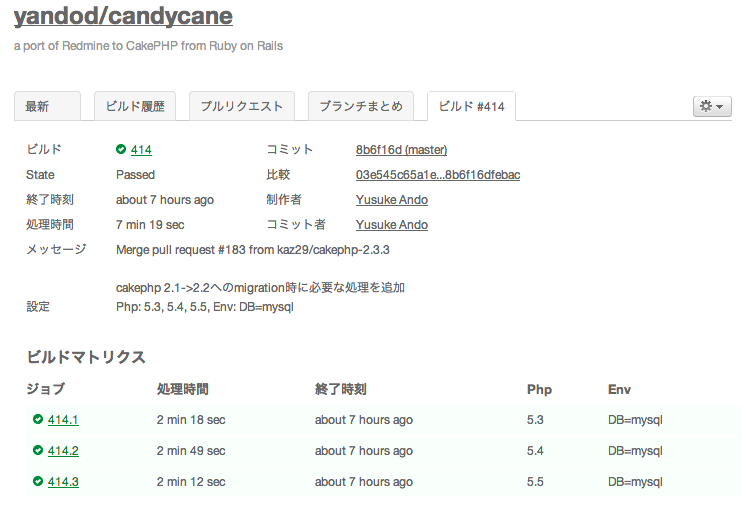 yandod/candycane
a port of Redmine to CakePHP from Ruby on Rails
最新 ビルド履歴 プルリクエスト ブランチまとめ ビルド #414
ビルド 414 コミット 8b6f16d (master)
State Passed 比較 03e545c65a1e...8b6f16dfebac
終了時刻 about 7 hours ago 制作者 Yusuke Ando
処理時間 7 min 19 sec コミット者 Yusuke Ando
メッセージ Merge pull request #183 from kaz29/cakephp-2.3.3
cakephp 2.1->2.2へのmigration時に必要な処理を追加
設定 Php: 5.3, 5.4, 5.5, Env: DB=mysql
ビルドマトリクス
ジョブ 処理時間 終了時刻 Php Env
414.1 2 min 18 sec about 7 hours ago 5.3 DB=mysql
414.2 2 min 49 sec about 7 hours ago 5.4 DB=mysql
414.3 2 min 12 sec about 7 hours ago 5.5 DB=mysql